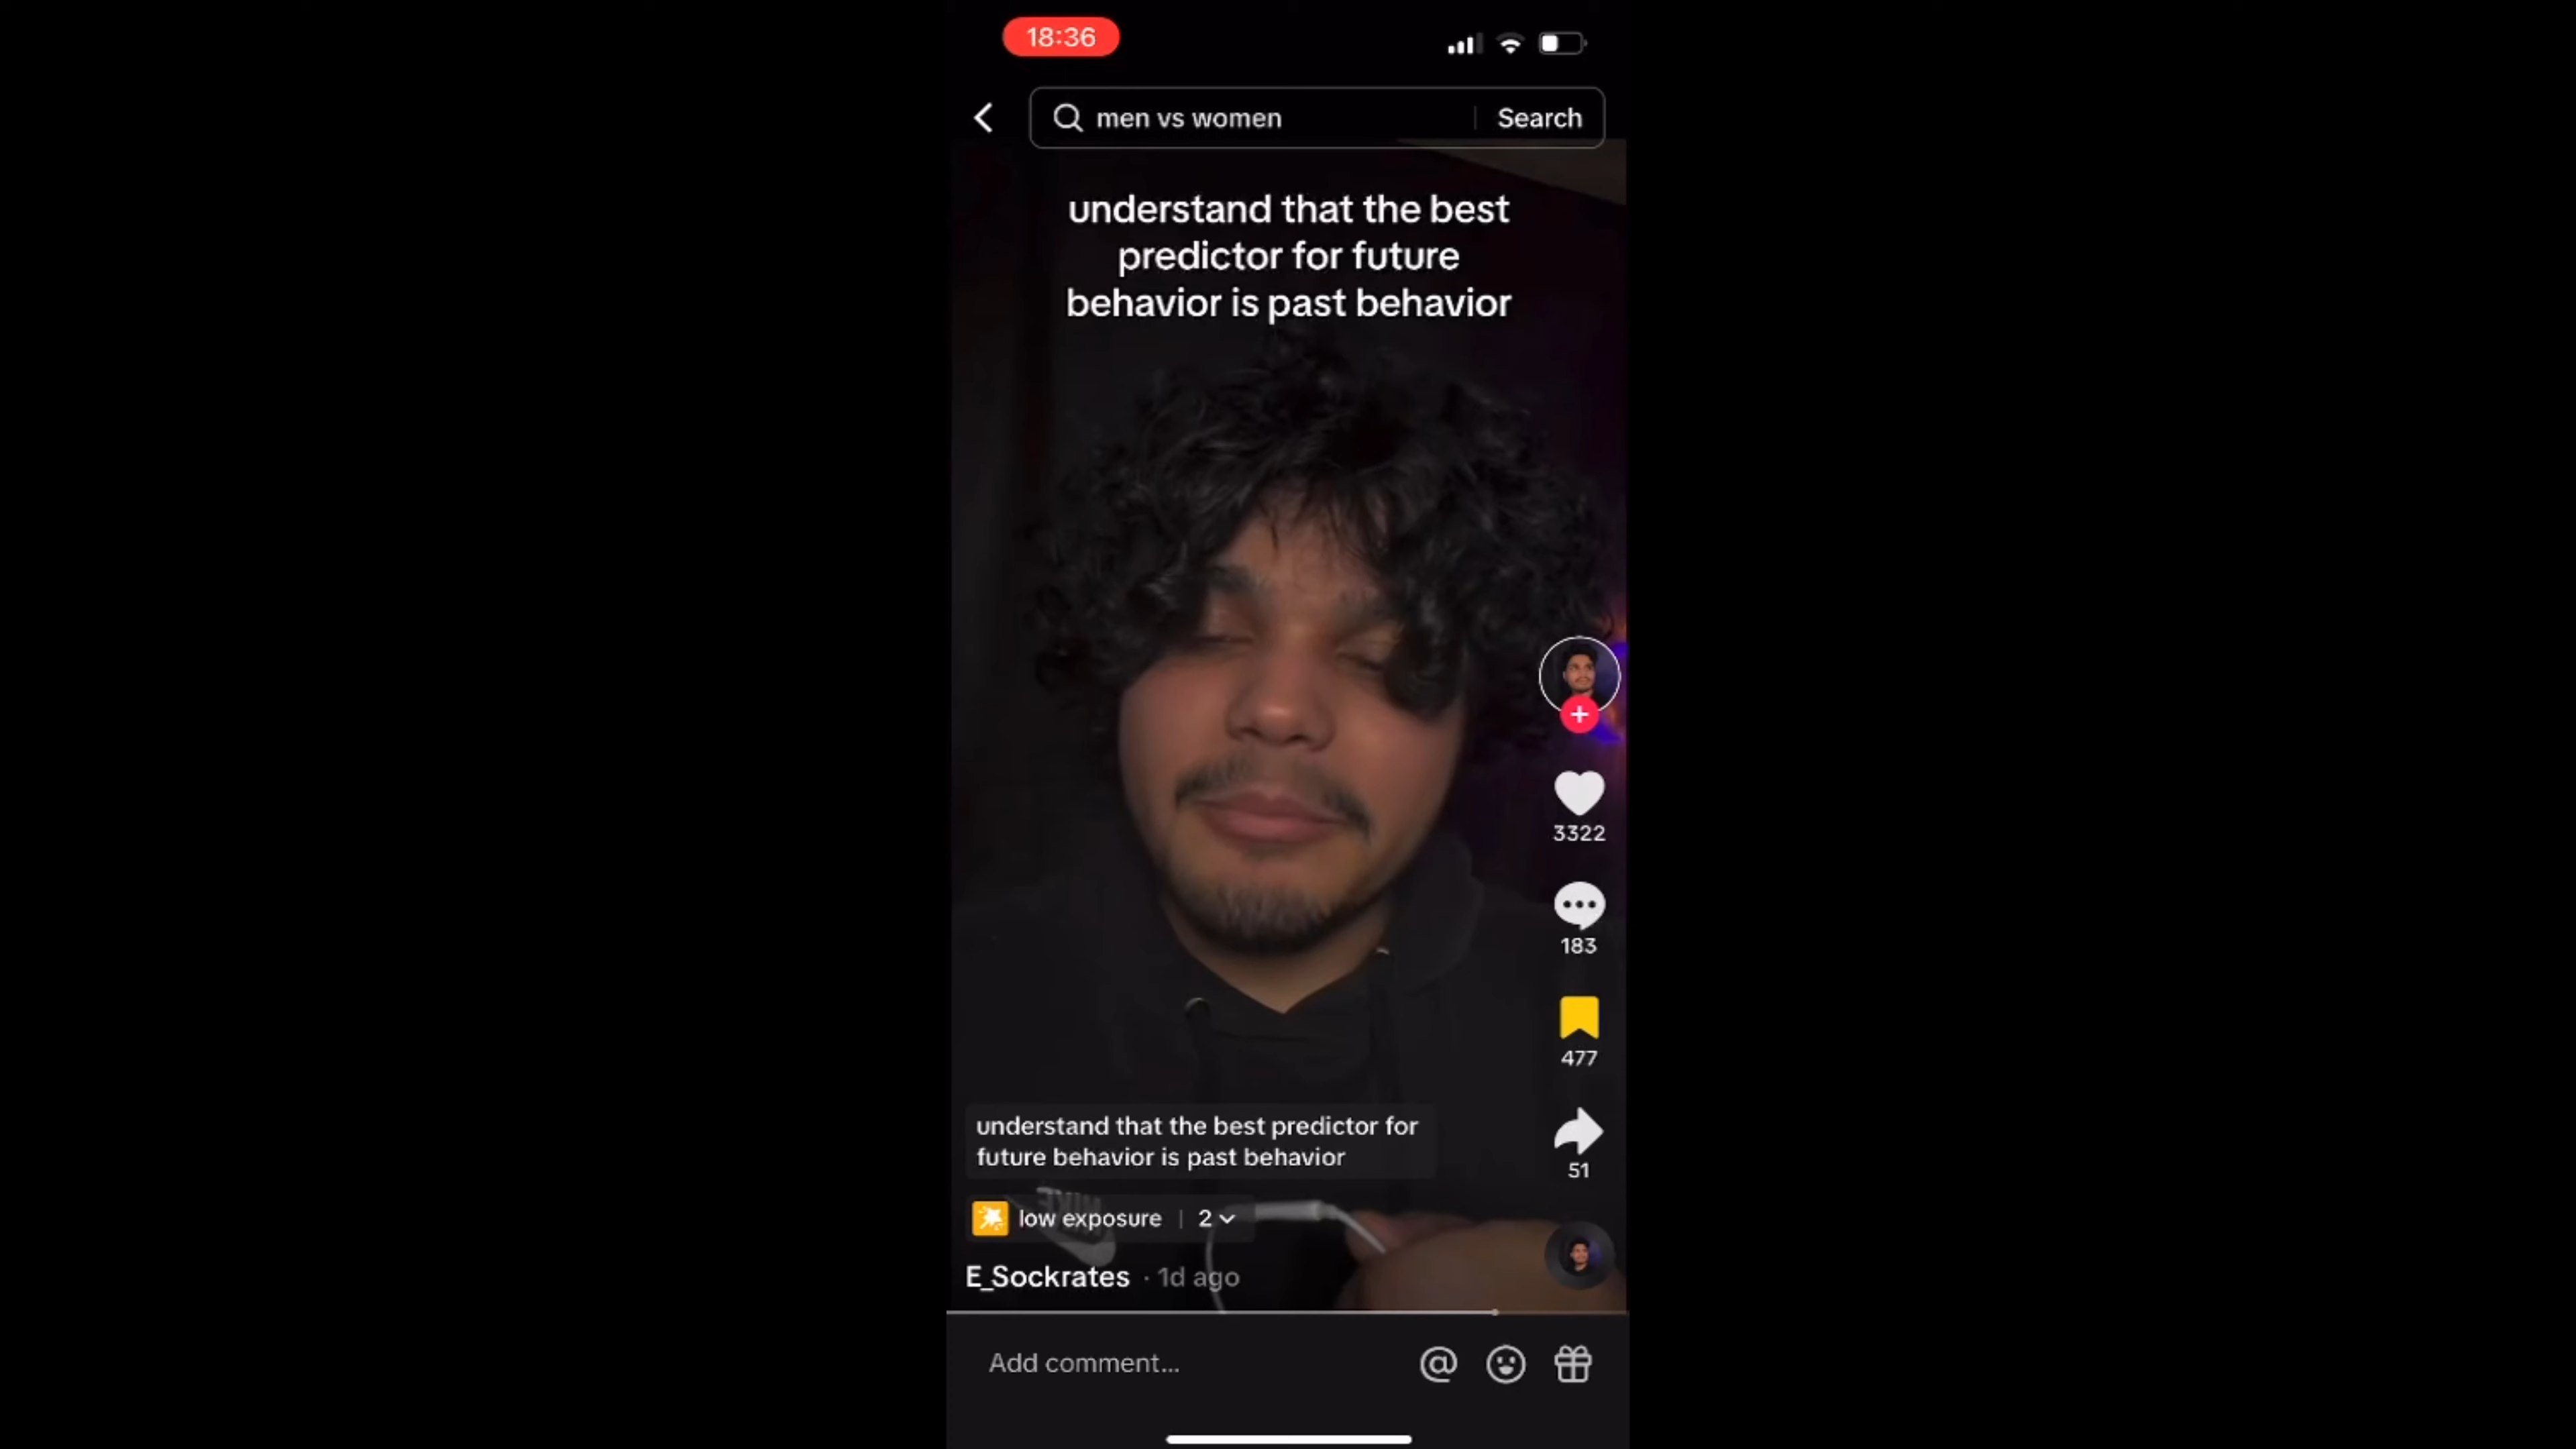 18:36
men vs women
Search
understand that the best
predictor for future
behavior is past behavior
3322
183
477
51
understand that the best predictor for
future behavior is past behavior
NIKE
low exposure | 2
E_Sockrates · 1d ago
Add comment...